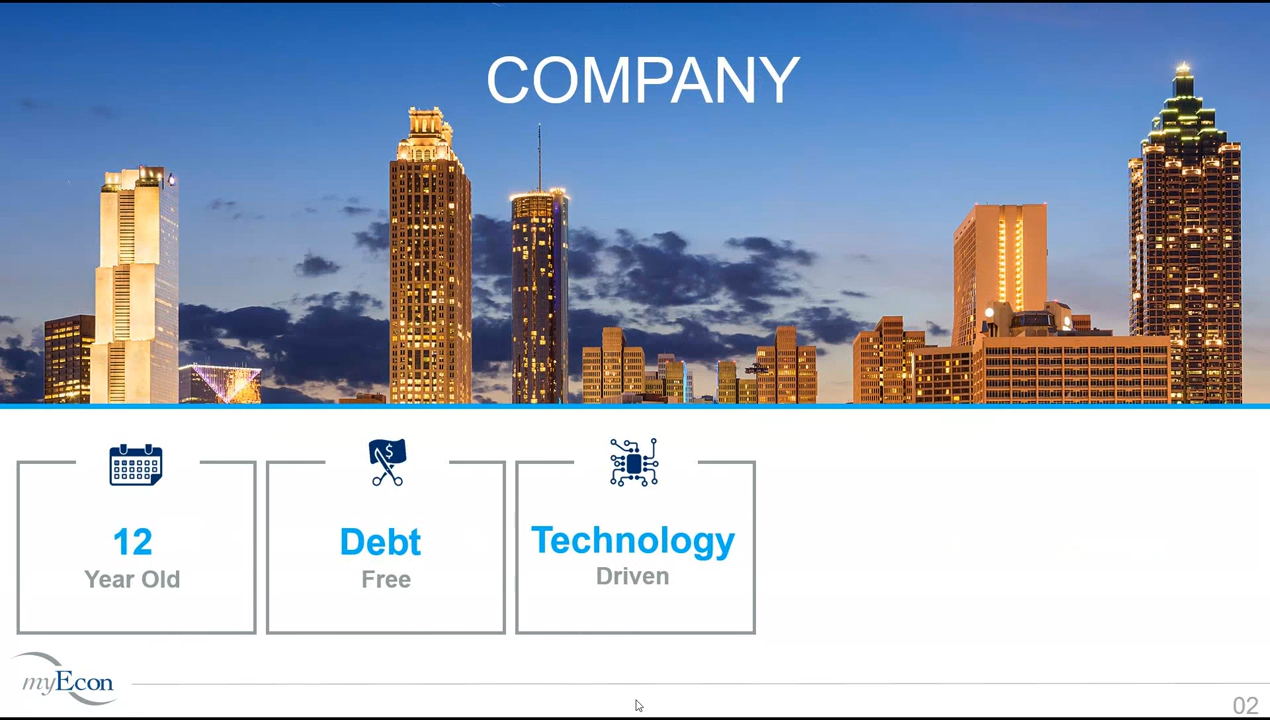 COMPANY
12
Year Old
Debt
Free
Technology
Driven
myEcon
02